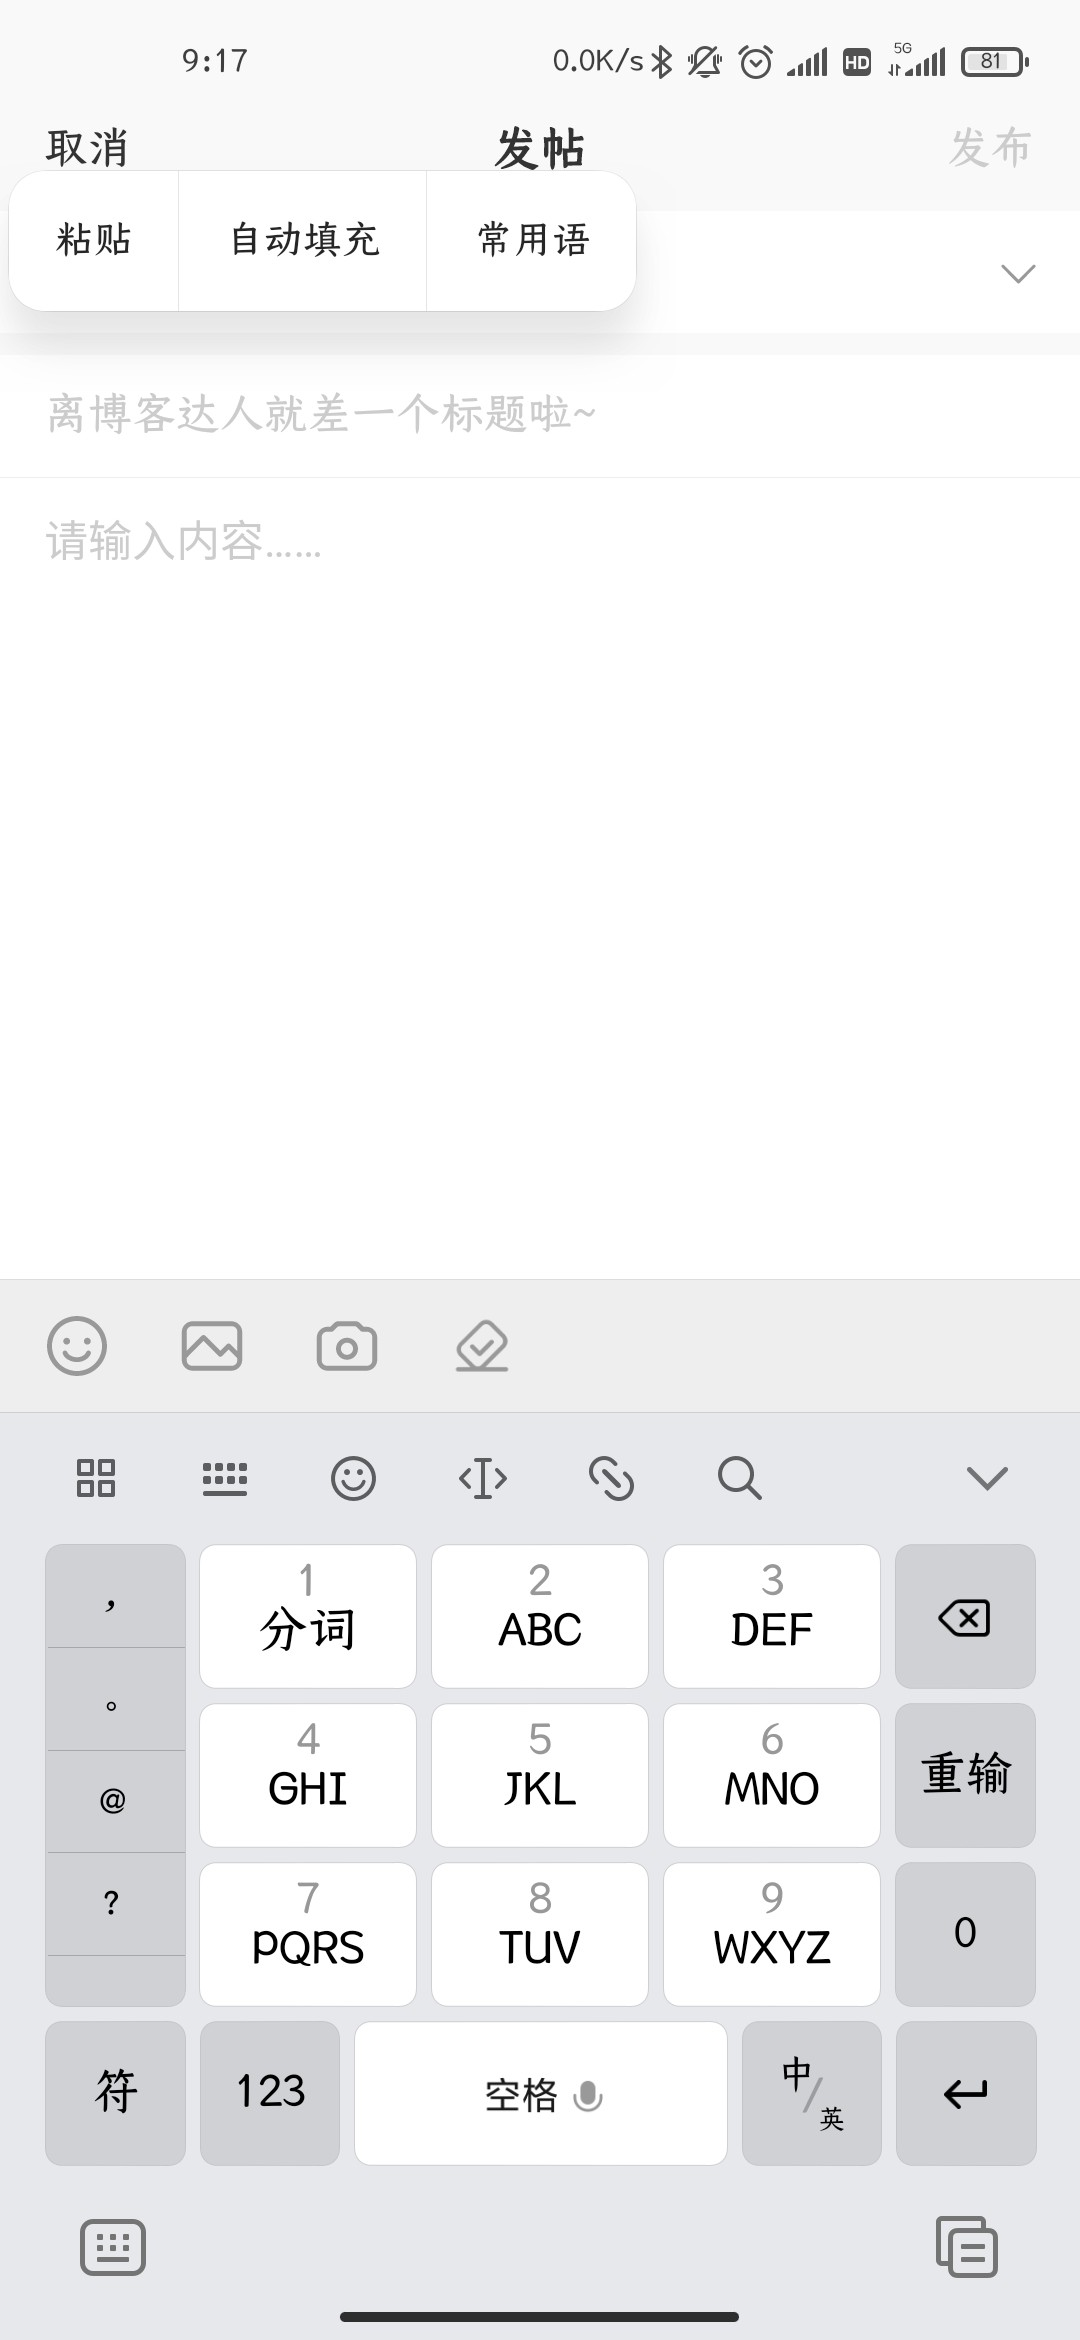 9:17 0.0K/s HD 5G 81
取消 发帖 发布
粘贴 自动填充 常用语
离博客达人就差一个标题啦~
请输入内容……
, 1 2 3
分词 ABC DEF
。 4 5 6
GHI JKL MNO 重输
@
? 7 8 9
PQRS TUV WXYZ 0
符 123 空格 中/英